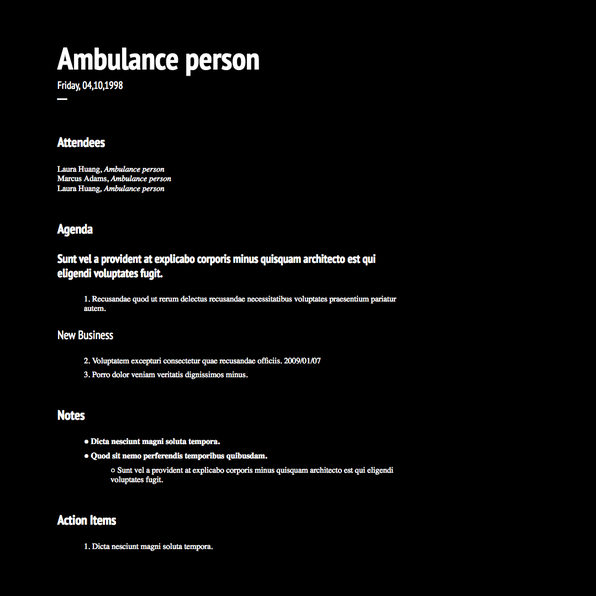 Ambulance person
Friday, 04,10,1998
Attendees
Laura Huang, Ambulance person
Marcus Adams, Ambulance person
Laura Huang, Ambulance person
Agenda
Sunt vel a provident at explicabo corporis minus quisquam architecto est qui
eligendi voluptates fugit.
1. Recusandae quod ut rerum delectus recusandae necessitatibus voluptates praesentium pariatur
autem.
New Business
2. Voluptatem excepturi consectetur quae recusandae officiis. 2009/01/07
3. Porro dolor veniam veritatis dignissimos minus.
Notes
● Dicta nesciunt magni soluta tempora.
● Quod sit nemo perferendis temporibus quibusdam.
○ Sunt vel a provident at explicabo corporis minus quisquam architecto est qui eligendi
voluptates fugit.
Action Items
1. Dicta nesciunt magni soluta tempora.